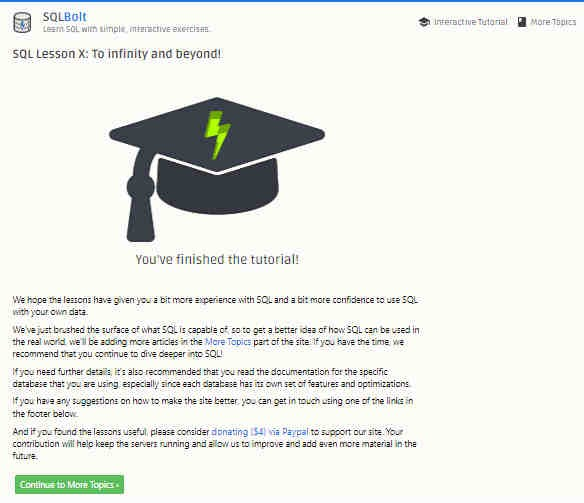 SQLBolt
Learn SQL with simple, interactive exercises.
Interactive Tutorial
More Topics
SQL Lesson X: To infinity and beyond!
You've finished the tutorial!
We hope the lessons have given you a bit more experience with SQL and a bit more confidence to use SQL
with your own data.
We've just brushed the surface of what SQL is capable of, so to get a better idea of how SQL can be used in
the real world, we'll be adding more articles in the More Topics part of the site. If you have the time, we
recommend that you continue to dive deeper into SQL!
If you need further details, it's also recommended that you read the documentation for the specific
database that you are using, especially since each database has its own set of features and optimizations.
If you have any suggestions on how to make the site better, you can get in touch using one of the links in
the footer below.
And if you found the lessons useful, please consider donating ($4) via Paypal to support our site. Your
contribution will help keep the servers running and allow us to improve and add even more material in the
future.
Continue to More Topics ›